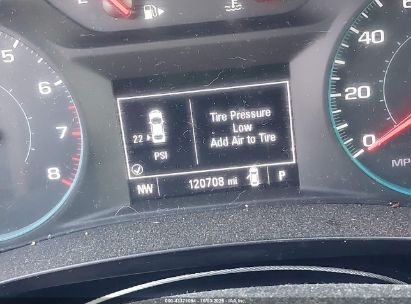 5
6
7
8
Tire Pressure
Low
Add Air to Tire
22
PSI
NW
120708 mi
P
40
20
0
MPH